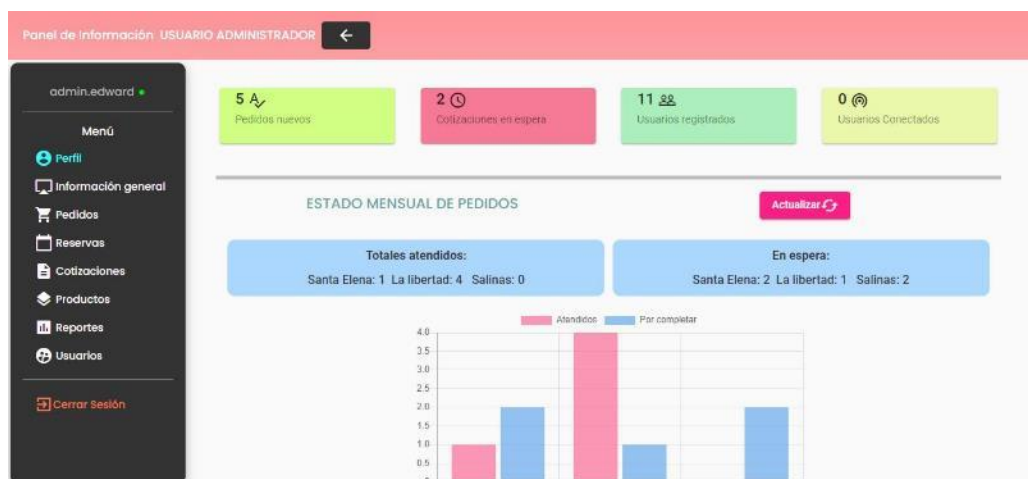 Panel de Información USUARIO ADMINISTRADOR
admin.edward
Menú
Perfil
Información general
Pedidos
Reservas
Cotizaciones
Productos
Reportes
Usuarios
Cerrar Sesión
5
Pedidos nuevos
2
Cotizaciones en espera
11
Usuarios registrados
0
Usuarios Conectados
ESTADO MENSUAL DE PEDIDOS
Actualizar
Totales atendidos:
Santa Elena: 1 La libertad: 4 Salinas: 0
En espera:
Santa Elena: 2 La libertad: 1 Salinas: 2
Atendidos Por completar
4.0
3.5
3.0
2.5
2.0
1.5
1.0
0.5